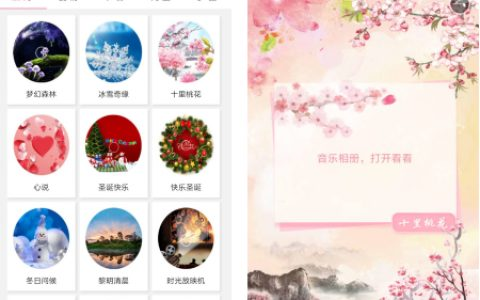 梦幻森林
冰雪奇缘
十里桃花
心说
圣诞快乐
快乐圣诞
冬日问候
黎明清晨
时光放映机
音乐相册，打开看看
十里桃花